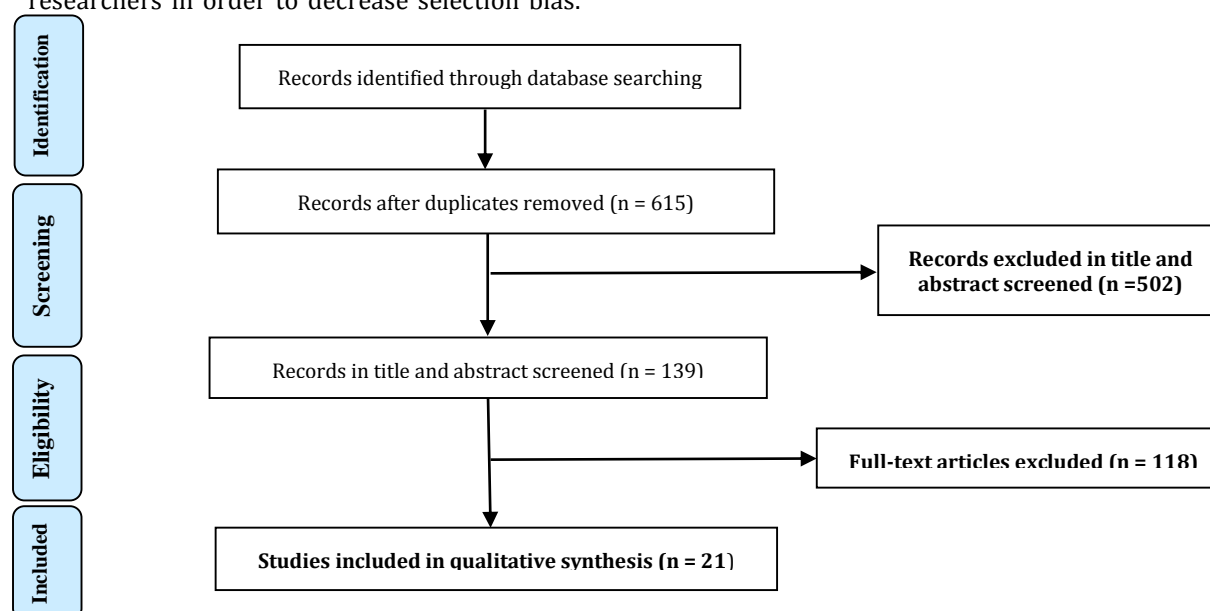 researchers in order to decrease selection bias.
Identification
Records identified through database searching
Records after duplicates removed (n = 615)
Screening
Records excluded in title and
abstract screened (n =502)
Records in title and abstract screened (n = 139)
Eligibility
Full-text articles excluded (n = 118)
Studies included in qualitative synthesis (n = 21)
Included